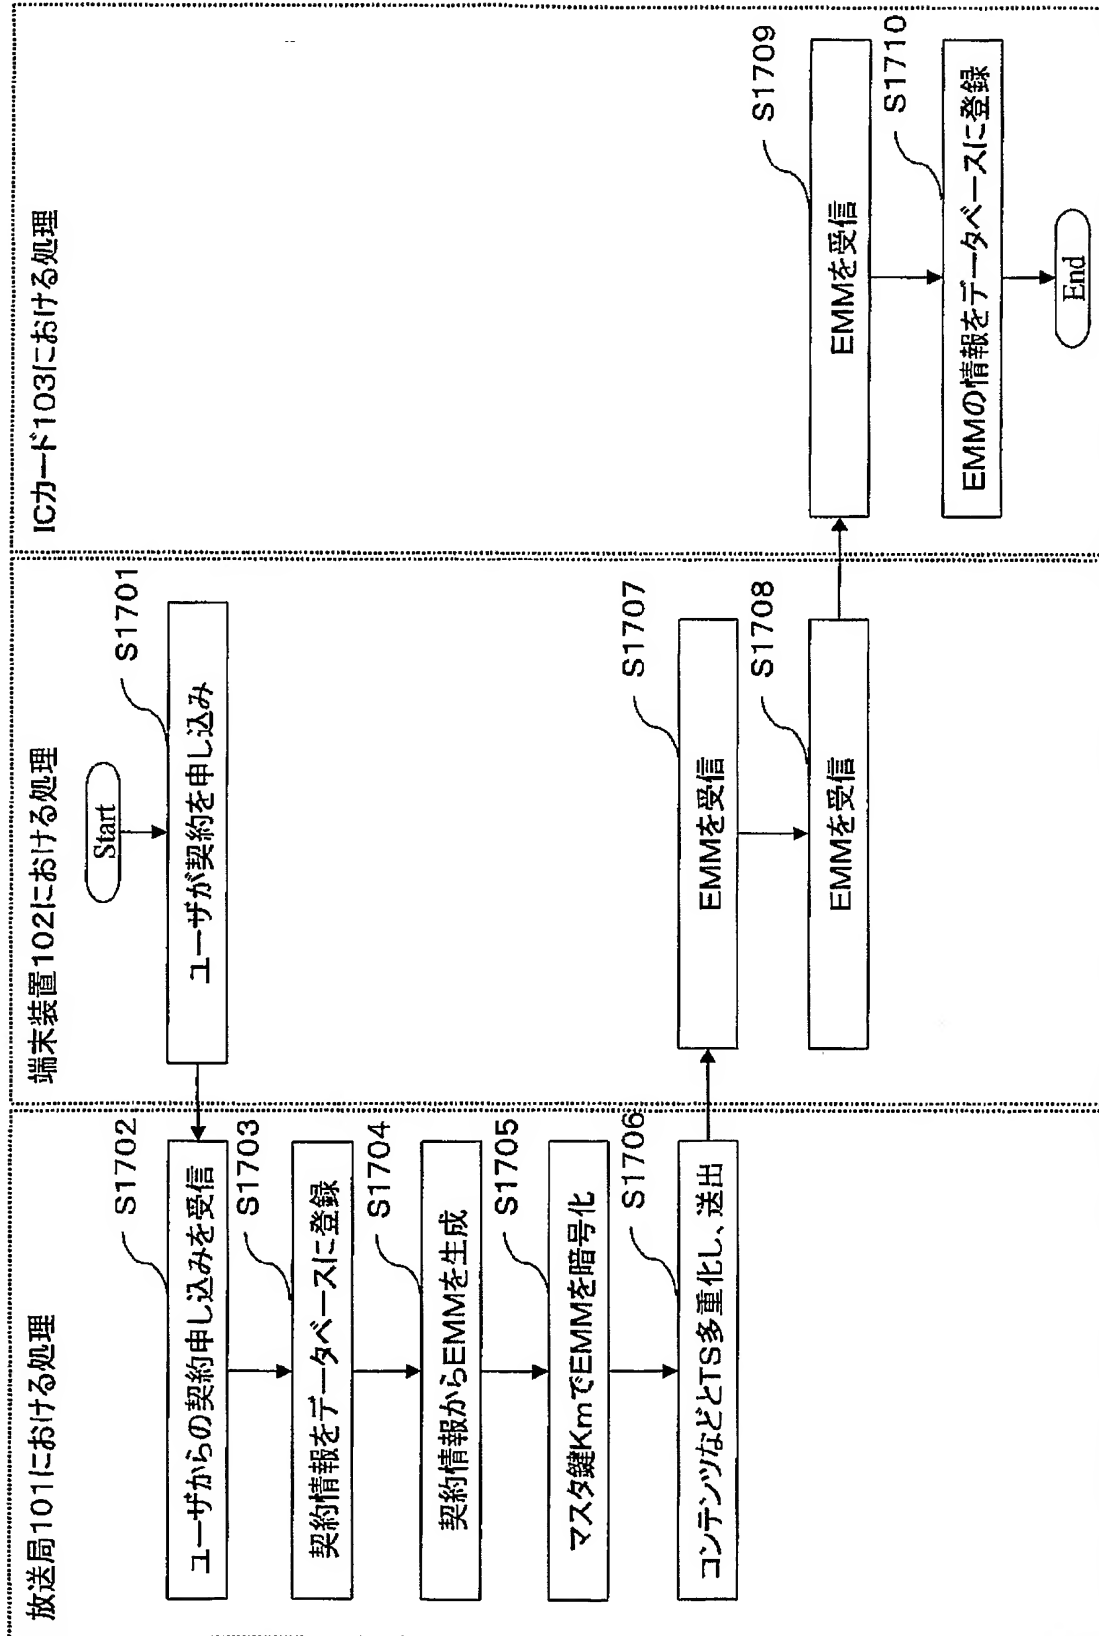 放送局101における処理
ユーザからの契約申し込みを受信
S1702
契約情報をデータベースに登録
S1703
契約情報からEMMを生成
S1704
マスタ鍵KmでEMMを暗号化
S1705
コンテンツなどとTS多重化し、送出
S1706
端末装置102における処理
Start
ユーザが契約を申し込み
S1701
EMMを受信
S1707
EMMを受信
S1708
ICカード103における処理
EMMを受信
S1709
EMMの情報をデータベースに登録
S1710
End